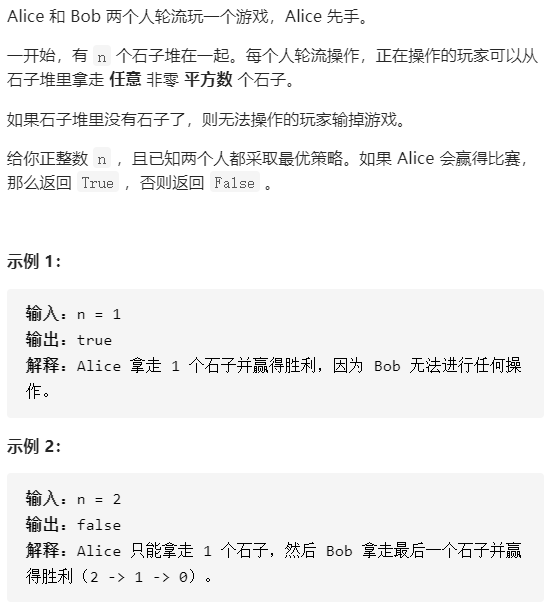 Alice 和 Bob 两个人轮流玩一个游戏，Alice 先手。
一开始，有 n 个石子堆在一起。每个人轮流操作，正在操作的玩家可以从
石子堆里拿走 任意 非零 平方数 个石子。
如果石子堆里没有石子了，则无法操作的玩家输掉游戏。
给你正整数 n ，且已知两个人都采取最优策略。如果 Alice 会赢得比赛，
那么返回 True ，否则返回 False 。
示例 1：
输入：n = 1
输出：true
解释：Alice 拿走 1 个石子并赢得胜利，因为 Bob 无法进行任何操
作。
示例 2：
输入：n = 2
输出：false
解释：Alice 只能拿走 1 个石子，然后 Bob 拿走最后一个石子并赢
得胜利（2 -> 1 -> 0）。